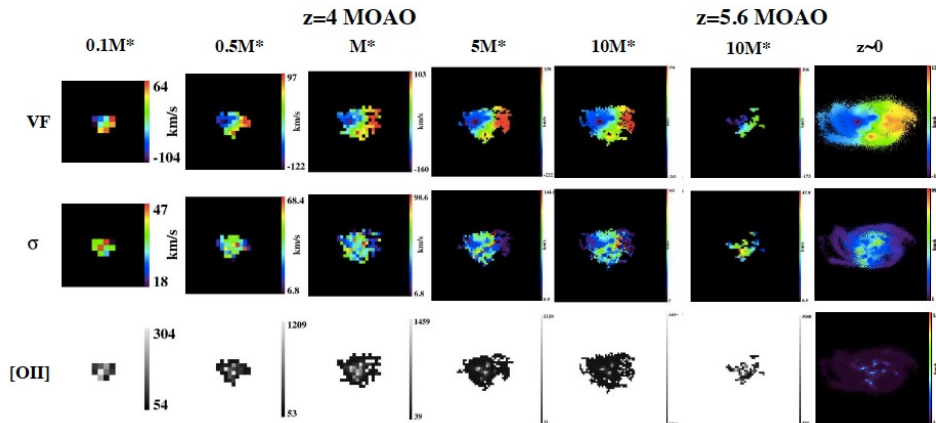 z=4 MOAO z=5.6 MOAO
0.1M* 0.5M* M* 5M* 10M* 10M* z~0
VF
64
km/s
-104
97
km/s
-122
103
km/s
-160
σ
47
km/s
18
68.4
km/s
6.8
98.6
km/s
6.8
[OII]
304
54
1209
53
1459
39